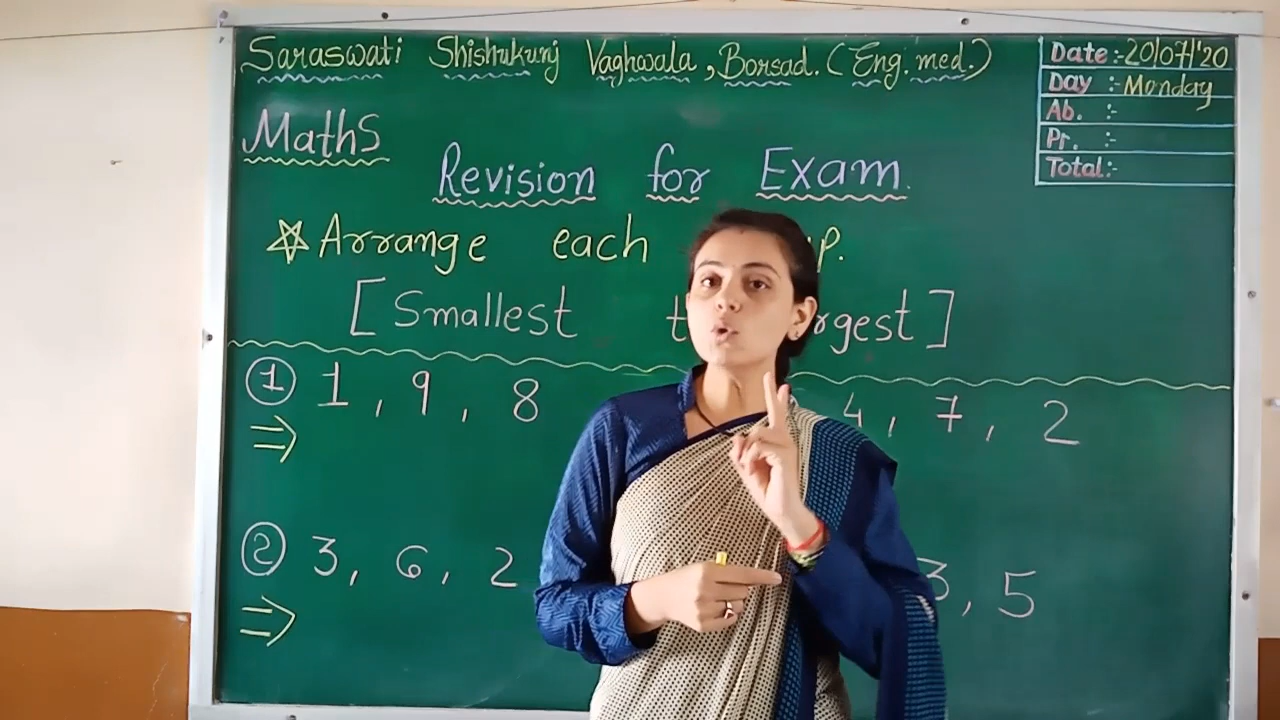 Saraswati Shishukunj Vaghwala, Borsad. (Eng. med.)
Date :- 20/07/'20
Day :- Monday
Ab. :-
Pr. :-
Total:-
Maths
Revision for Exam.
Arrange each
[Smallest ]
① 1, 9, 8 4, 7, 2
⇒
② 3, 6, 2 3, 5
⇒